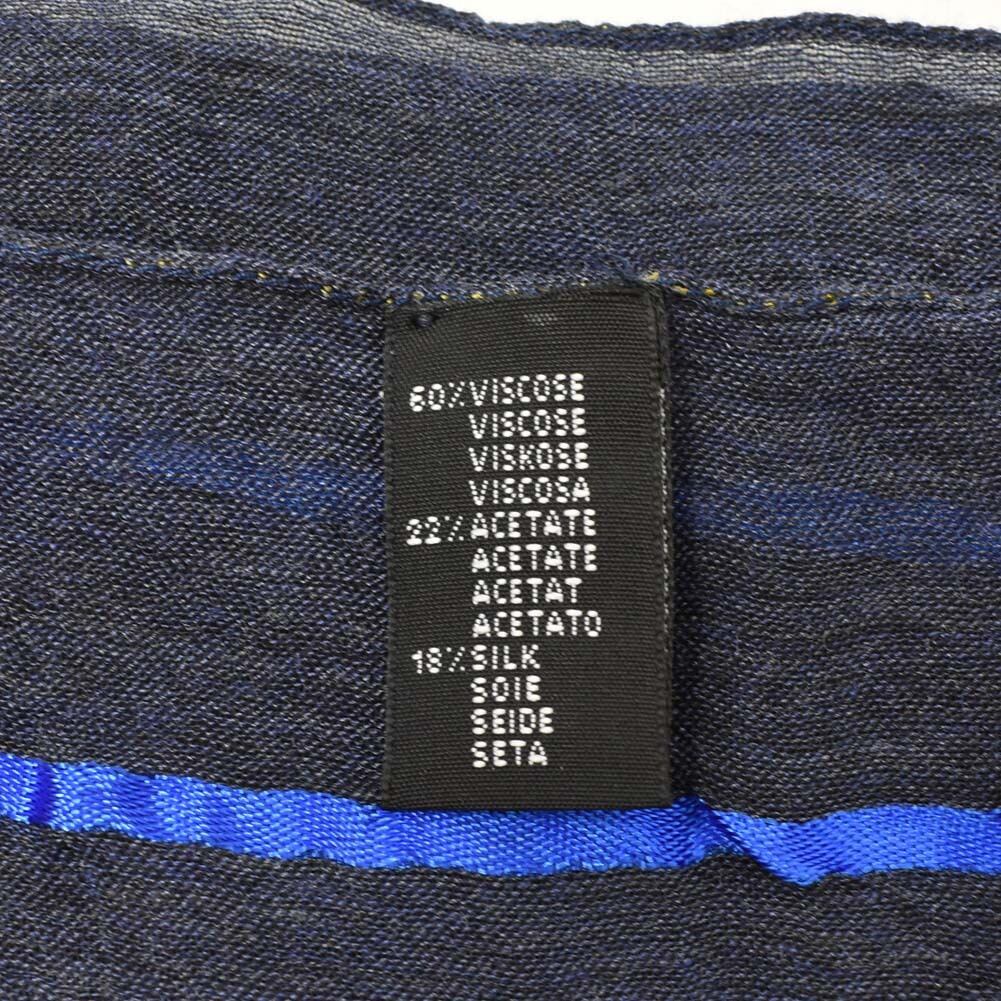 60% VISCOSE
VISCOSE
VISKOSE
VISCOSA
22% ACETATE
ACETATE
ACETAT
ACETATO
18% SILK
SOIE
SEIDE
SETA